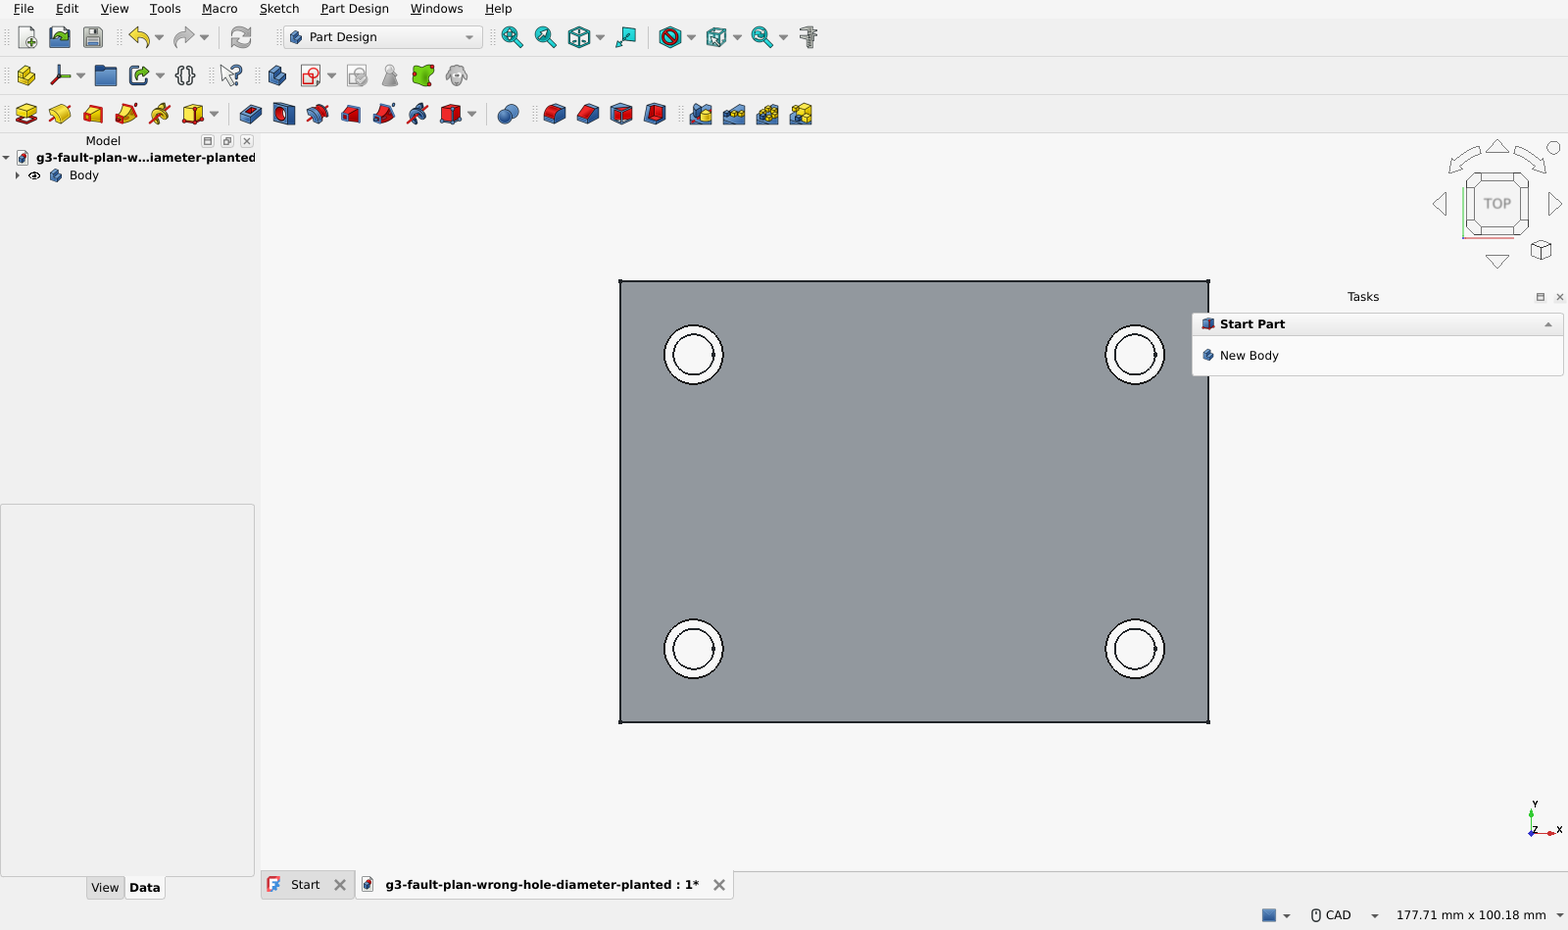 File Edit View Tools Macro Sketch Part Design Windows Help
Part Design
Model
g3-fault-plan-w...iameter-planted
Body
TOP
Tasks
Start Part
New Body
Y
Z X
View Data
Start g3-fault-plan-wrong-hole-diameter-planted : 1*
CAD 177.71 mm x 100.18 mm